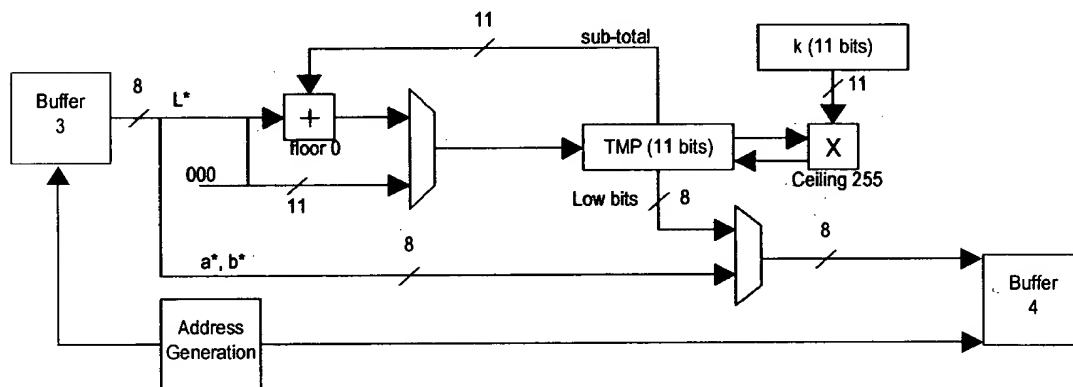 11
sub-total
k (11 bits)
11
Buffer
3
8
L*
+
floor 0
TMP (11 bits)
X
Ceiling 255
000
11
Low bits
8
8
a*, b*
8
Buffer
4
Address
Generation